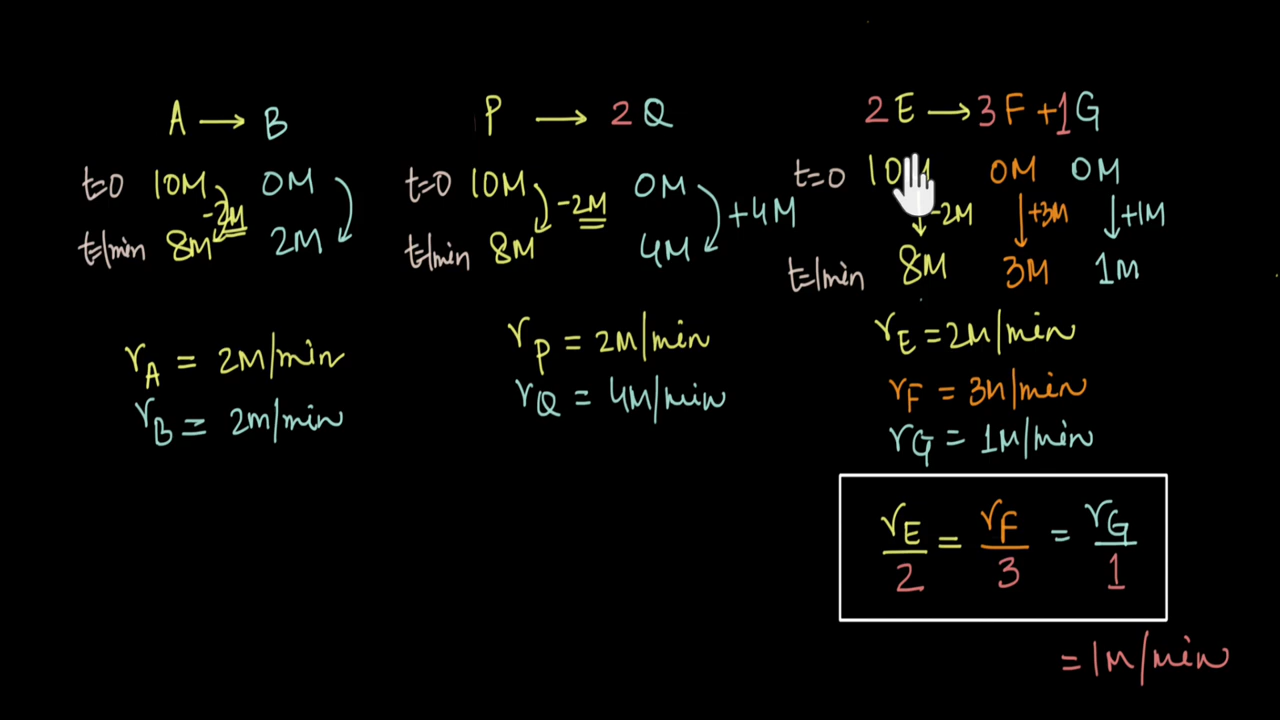 A → B
t=0 10M 0M
-2M
t=1min 8M 2M
rA = 2M/min
rB = 2M/min
P → 2Q
t=0 10M 0M
-2M +4M
t=1min 8M 4M
rP = 2M/min
rQ = 4M/min
2E → 3F + 1G
t=0 10M 0M 0M
-2M +3M +1M
t=1min 8M 3M 1M
rE = 2M/min
rF = 3M/min
rG = 1M/min
rE/2 = rF/3 = rG/1
= 1M/min